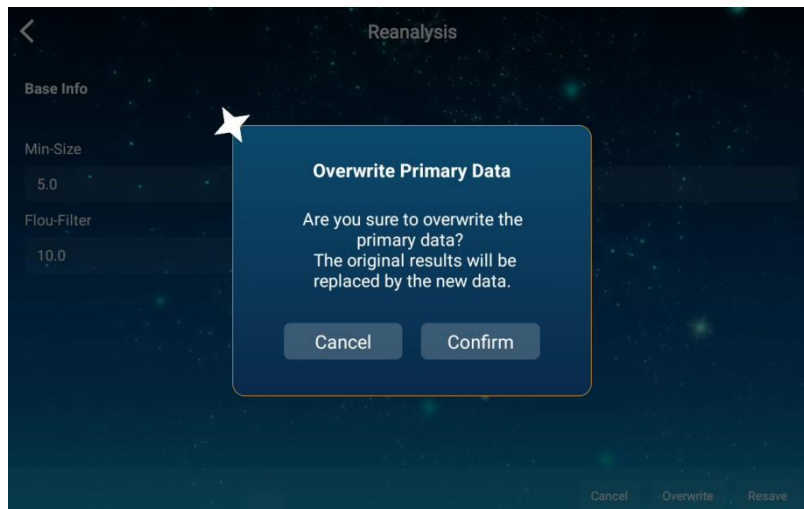 Reanalysis
Base Info
Min-Size
5.0
Flou-Filter
10.0
Overwrite Primary Data
Are you sure to overwrite the
primary data?
The original results will be
replaced by the new data.
Cancel Confirm
Cancel Overwrite Resave